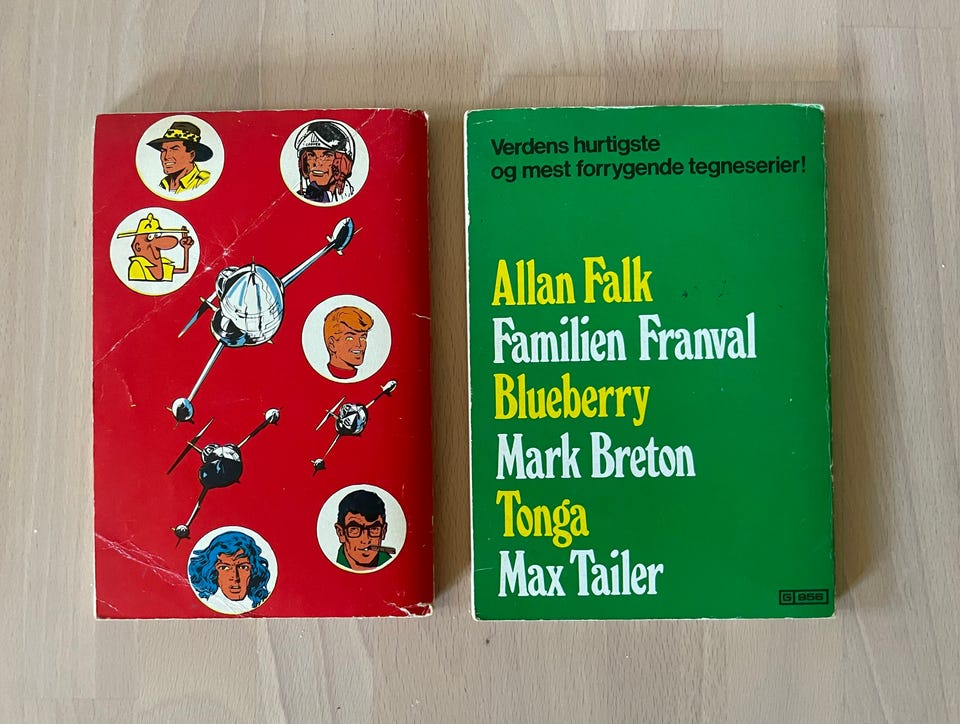 Verdens hurtigste
og mest forrygende tegneserier!
Allan Falk
Familien Franval
Blueberry
Mark Breton
Tonga
Max Tailer
G 956